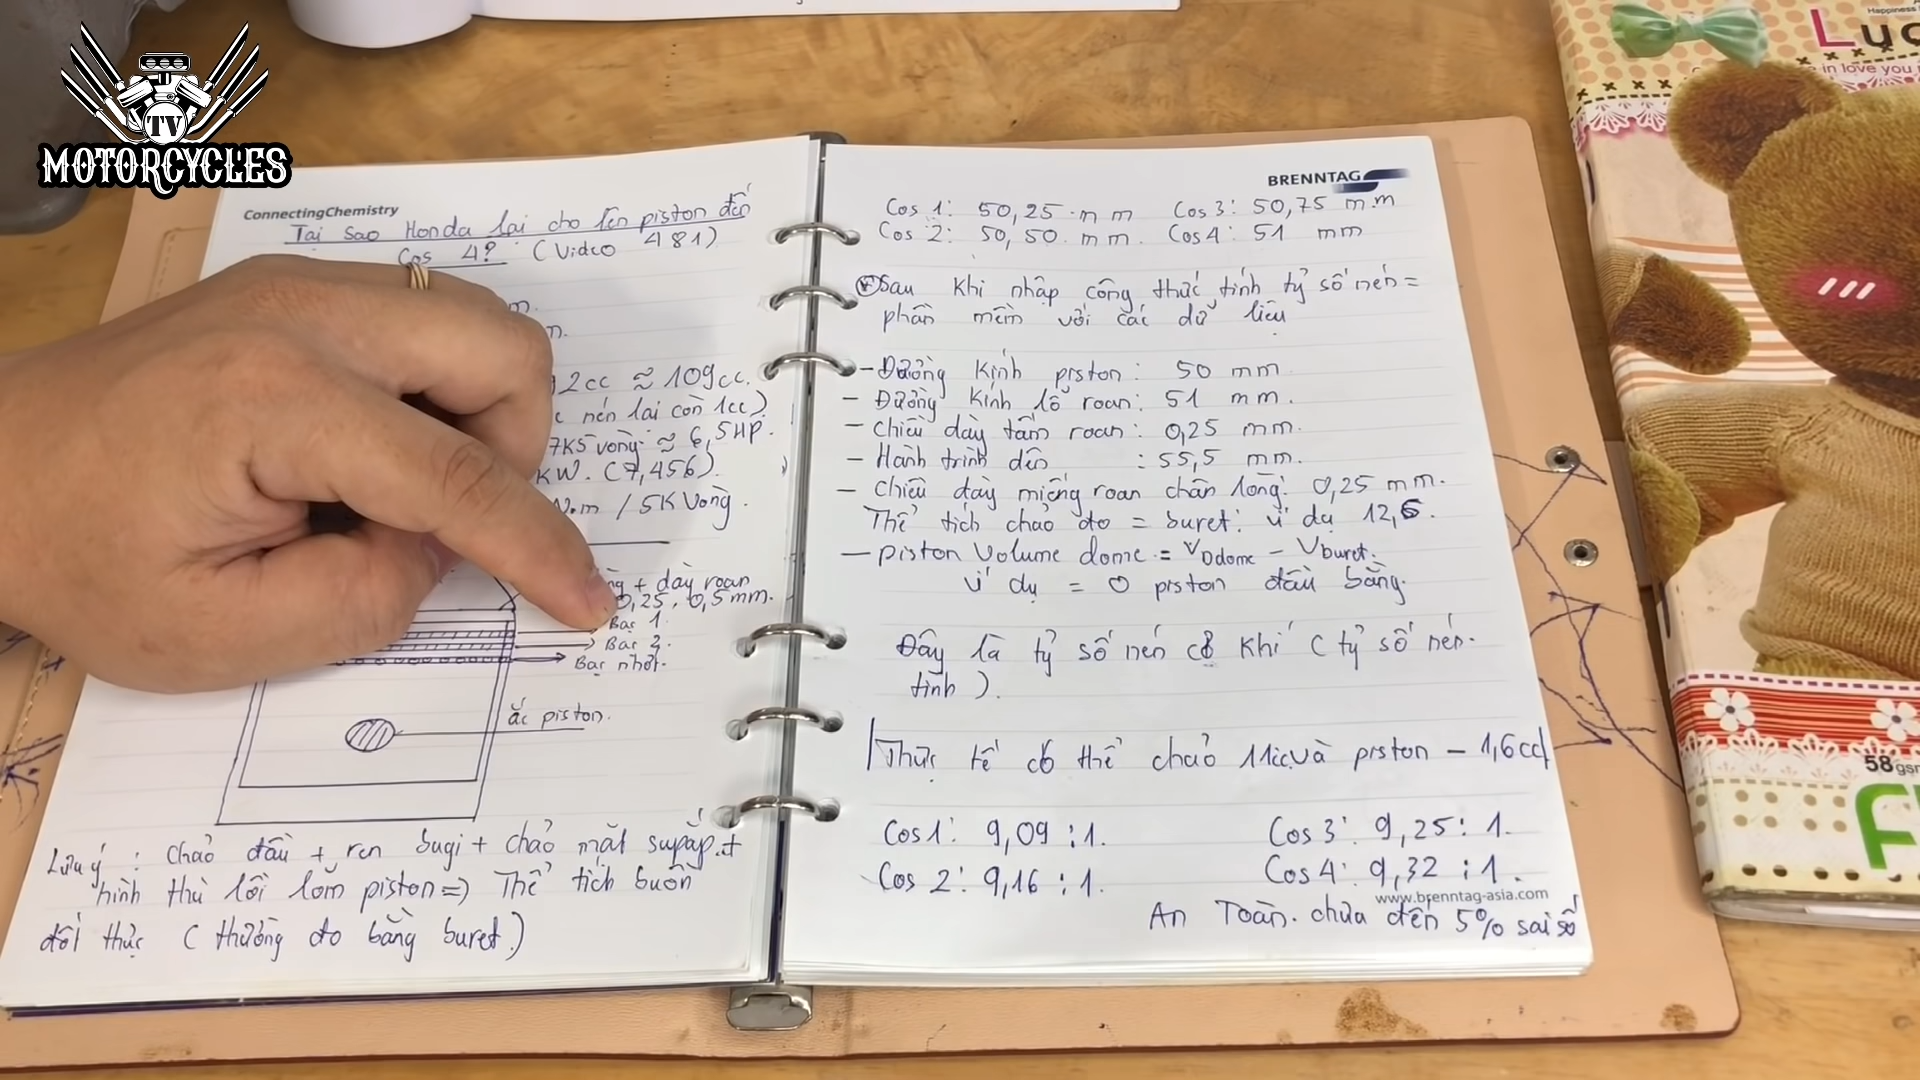 TV
MOTORCYCLES
ConnectingChemistry
Tại sao Honda lại cho lên piston đến
Cos 4? (Video 481)
m.
m.
92cc ≈ 109cc.
c nén lại còn 1cc)
7K5 vòng ≈ 6,5HP.
KW. (7,456).
N.m / 5K vòng.
+ dày roan
0,25, 0,5mm.
Bạc 1.
Bạc 2.
Bạc nhớt.
ắc piston.
Lưu ý : chảo đầu + ren bugi + chảo mặt supắp.+
hình thù lồi lõm piston => Thể tích buồn
đốt thực ( thường đo bằng buret.)
BRENNTAG
Cos 1: 50,25 mm Cos 3: 50,75 mm
Cos 2: 50,50 mm. Cos 4: 51 mm
Sau khi nhập công thức tính tỷ số nén =
phần mềm với các dữ liệu
- Đường kính piston: 50 mm
- Đường kính lỗ roan: 51 mm.
- Chiều dày tấm roan: 0,25 mm.
- Hành trình dên : 55,5 mm.
- Chiều dày miếng roan chân lòng: 0,25 mm.
Thể tích chảo đo = buret: ví dụ 12,6.
- piston Volume dome = VDdome - Vburet.
ví dụ = 0 piston đầu bằng.
Đây là tỷ số nén cơ khí ( tỷ số nén.
tĩnh ).
Thực tế có thể chảo 11cc và piston - 1,6cc
Cos 1: 9,09 : 1. Cos 3: 9,25 : 1.
Cos 2: 9,16 : 1. Cos 4: 9,32 : 1.
www.brenntag-asia.com
An Toàn. chưa đến 5% sai số
Happiness
in love you
58gsm